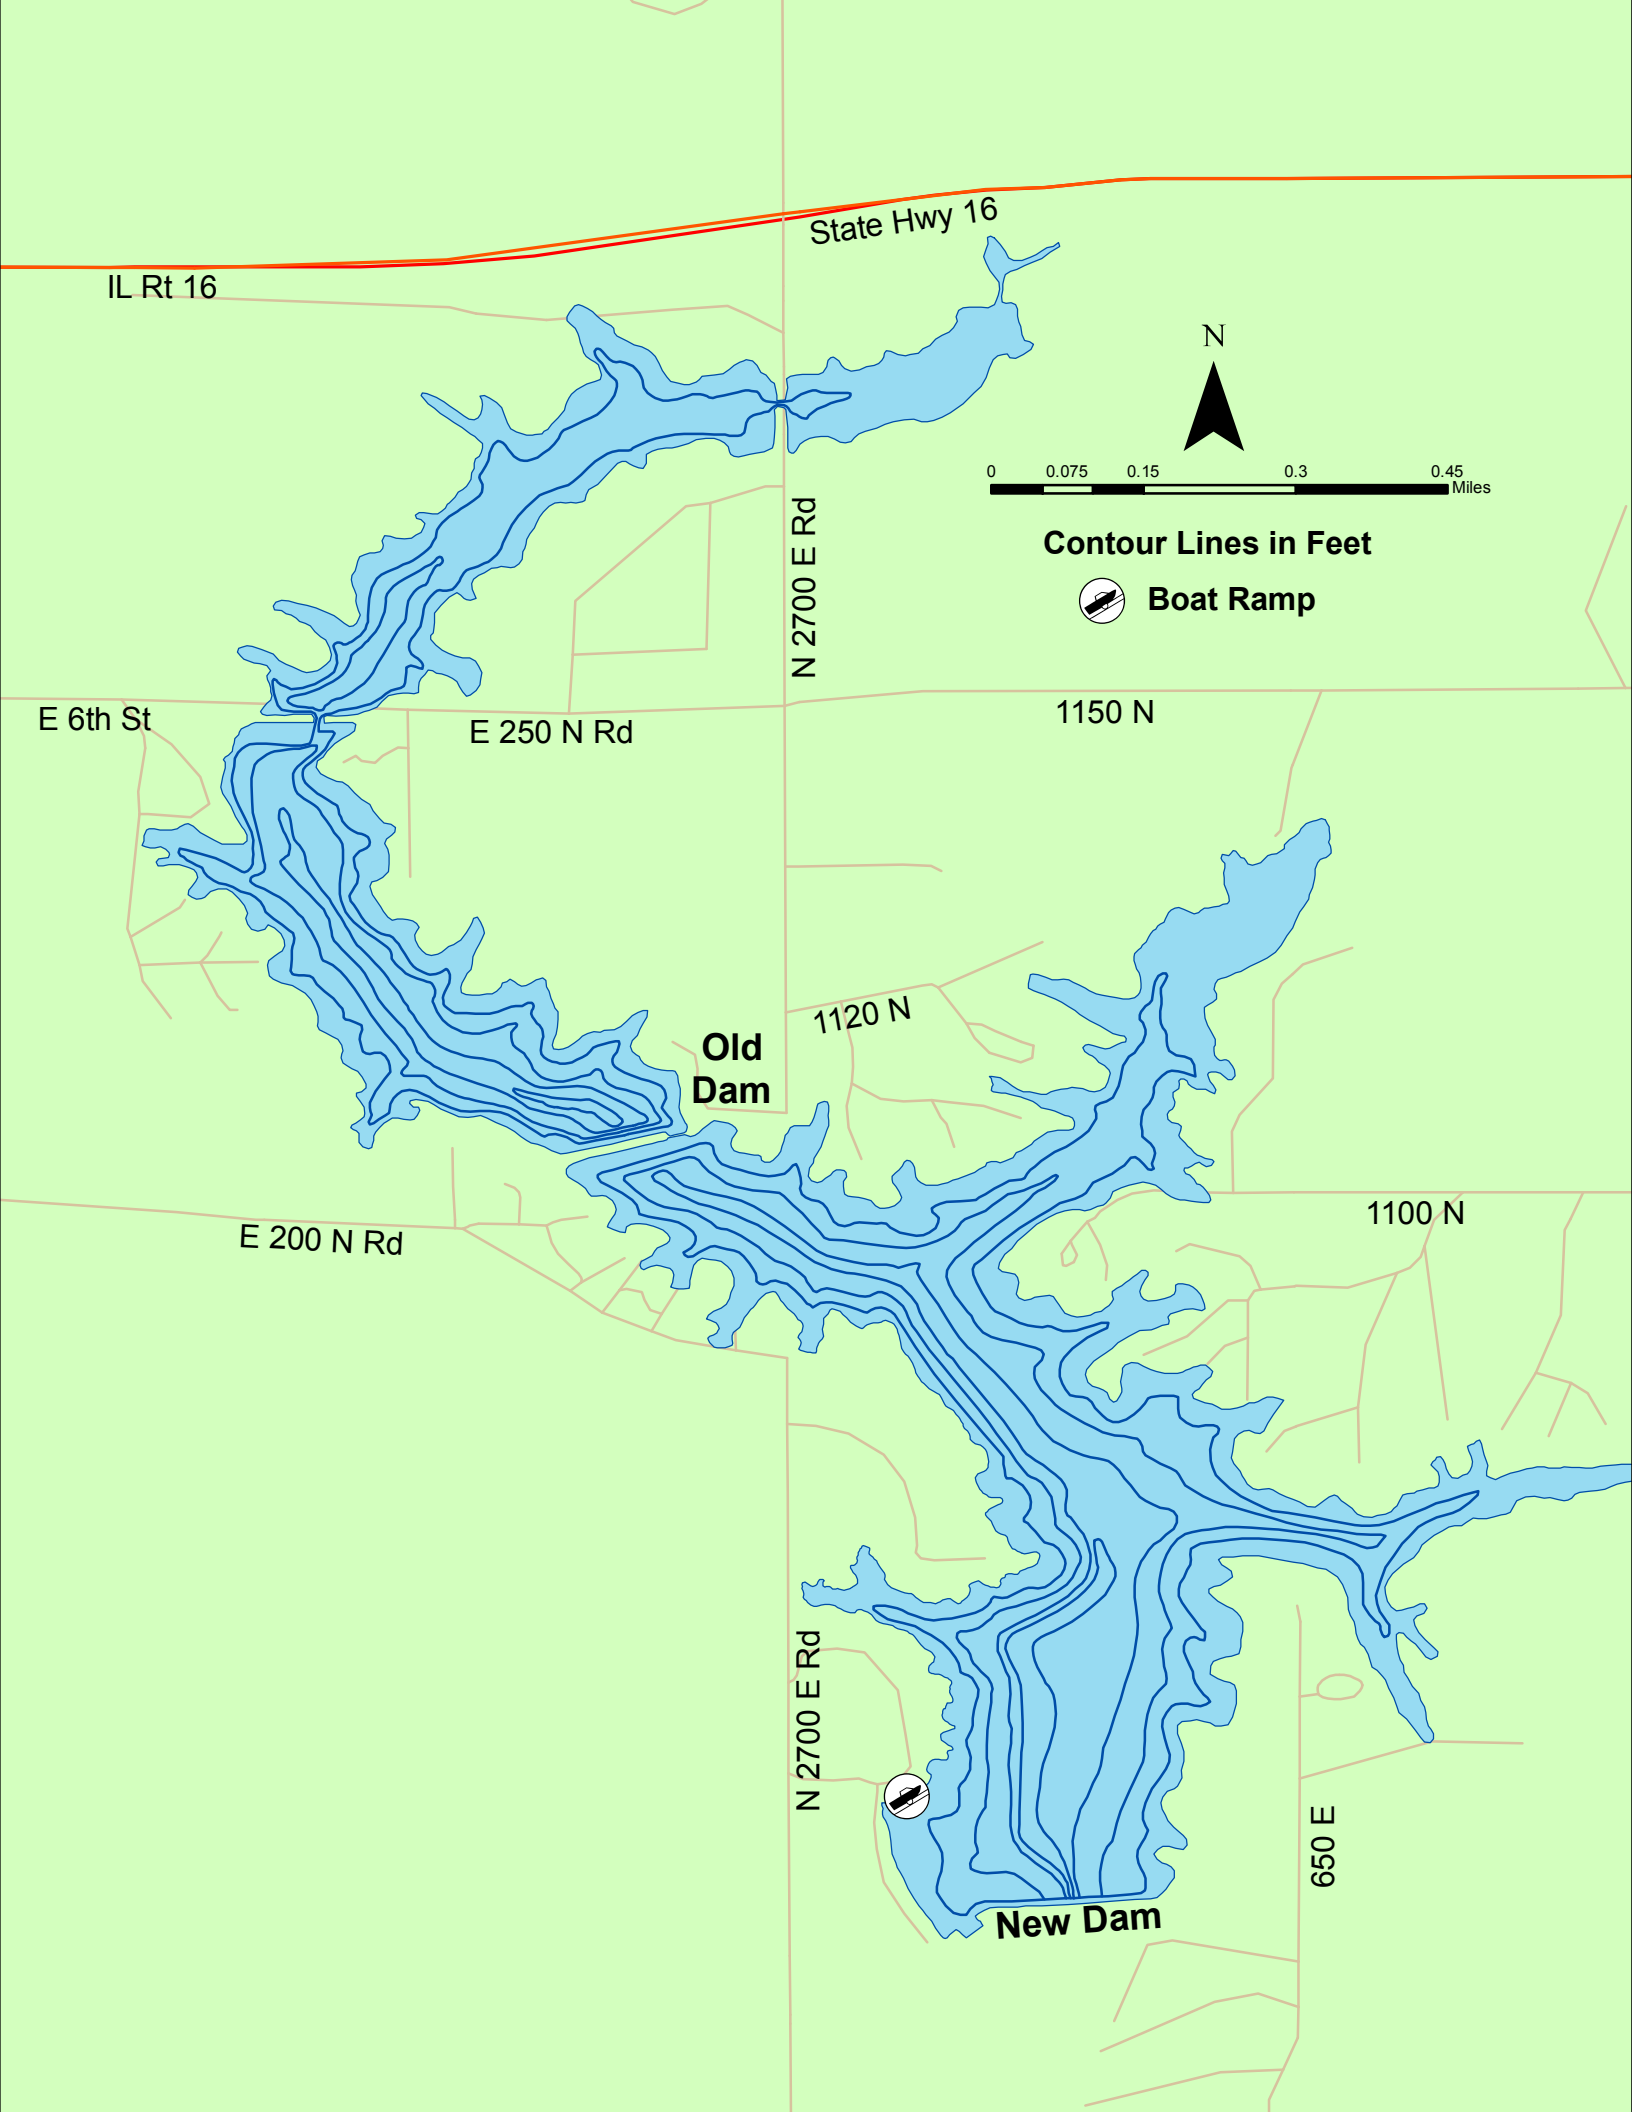 State Hwy 16
IL Rt 16
N
0 0.075 0.15 0.3 0.45
Miles
Contour Lines in Feet
Boat Ramp
N 2700 E Rd
E 6th St
E 250 N Rd
1150 N
1120 N
Old
Dam
1100 N
E 200 N Rd
N 2700 E Rd
650 E
New Dam